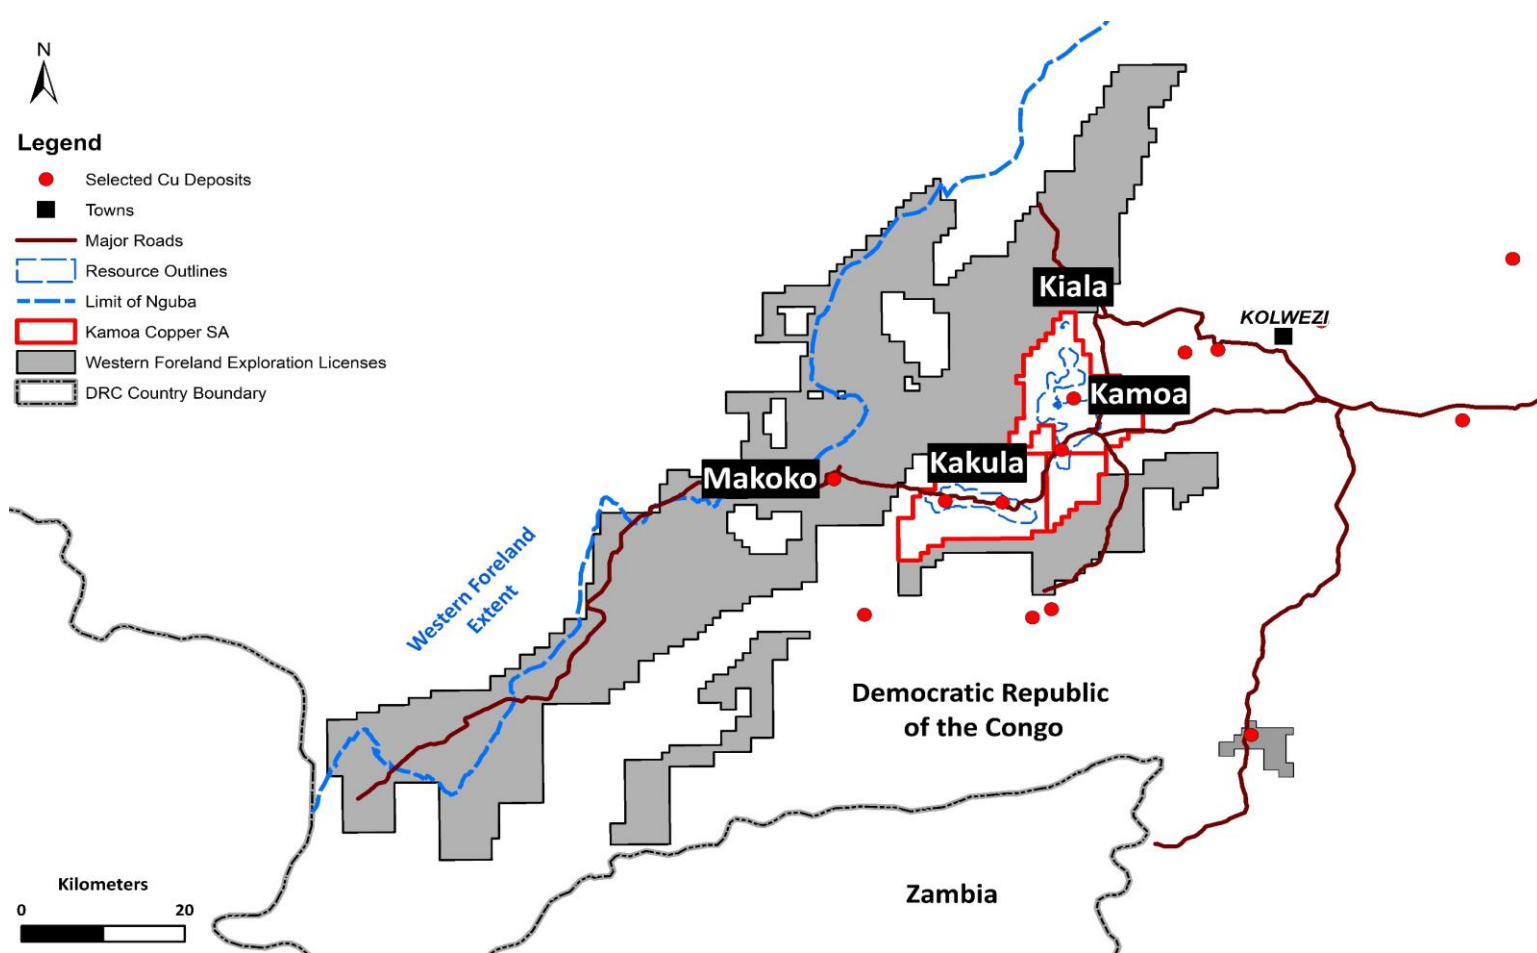 N
Legend
Selected Cu Deposits
Towns
Major Roads
Resource Outlines
Limit of Nguba
Kamoa Copper SA
Western Foreland Exploration Licenses
DRC Country Boundary
Kiala
KOLWEZI
Kamoa
Kakula
Makoko
Western Foreland
Extent
Democratic Republic
of the Congo
Zambia
Kilometers
0 20